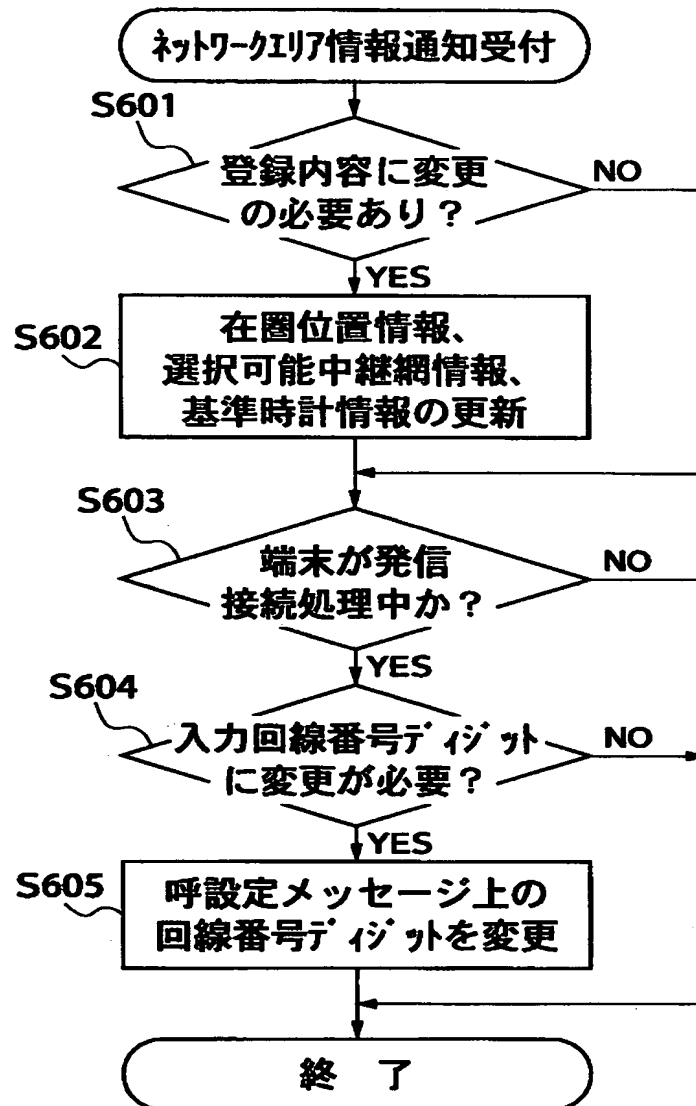 ネットワークエリア情報通知受付
S601
登録内容に変更
の必要あり？
NO
YES
S602
在圏位置情報、
選択可能中継網情報、
基準時計情報の更新
S603
端末が発信
接続処理中か？
NO
YES
S604
入力回線番号ディジット
に変更が必要？
NO
YES
S605
呼設定メッセージ上の
回線番号ディジットを変更
終 了